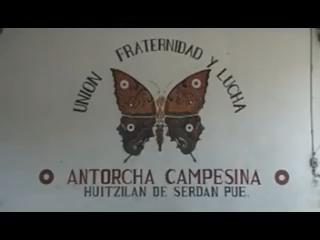 UNION FRATERNIDAD Y LUCHA
ANTORCHA CAMPESINA
HUITZILAN DE SERDAN PUE.